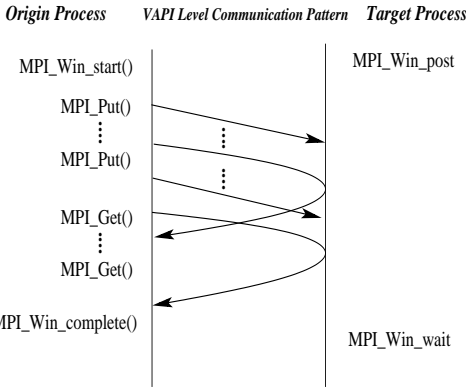 Origin Process VAPI Level Communication Pattern Target Process
MPI_Win_start() MPI_Win_post
MPI_Put()
MPI_Put()
MPI_Get()
MPI_Get()
MPI_Win_complete()
MPI_Win_wait